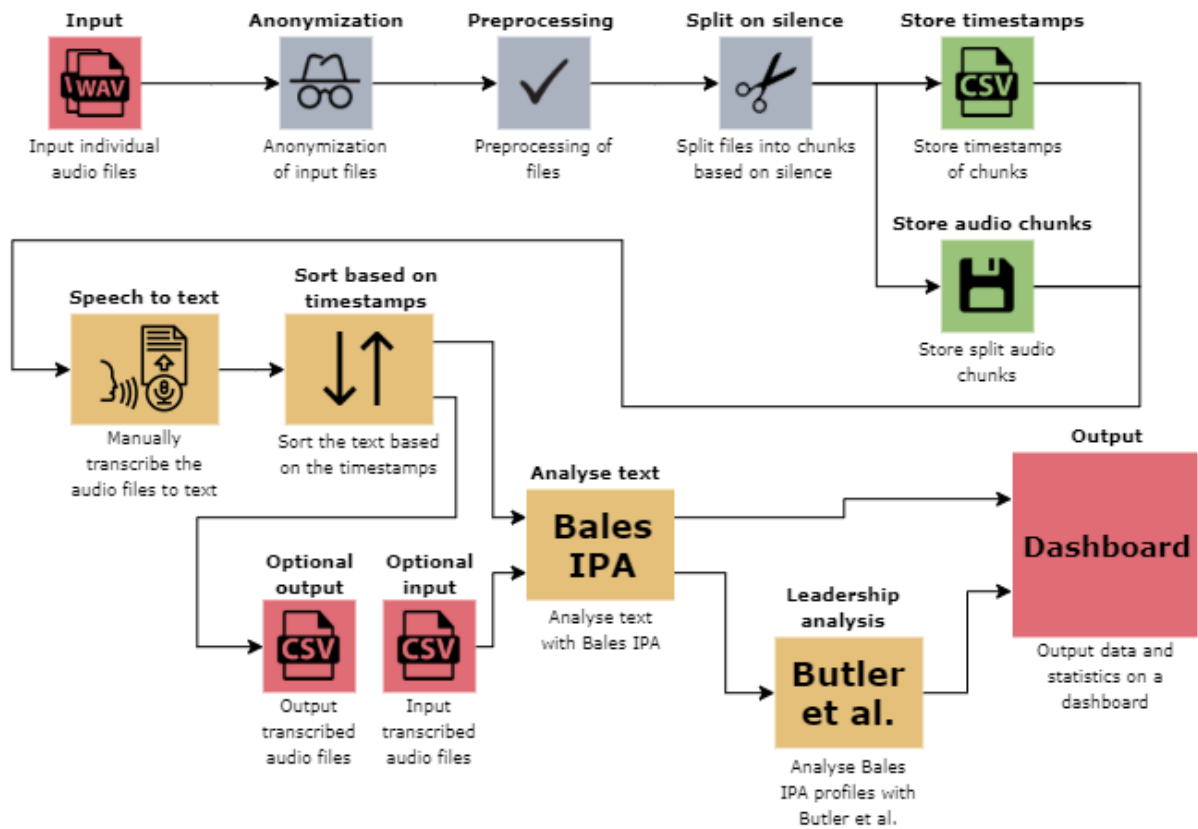 Input
WAV
Input individual
audio files
Anonymization
Anonymization
of input files
Preprocessing
Preprocessing of
files
Split on silence
Split files into chunks
based on silence
Store timestamps
CSV
Store timestamps
of chunks
Store audio chunks
Store split audio
chunks
Speech to text
Manually
transcribe the
audio files to text
Sort based on
timestamps
Sort the text based
on the timestamps
Optional
output
CSV
Output
transcribed
audio files
Optional
input
CSV
Input
transcribed
audio files
Analyse text
Bales
IPA
Analyse text
with Bales IPA
Leadership
analysis
Butler
et al.
Analyse Bales
IPA profiles with
Butler et al.
Output
Dashboard
Output data and
statistics on a
dashboard